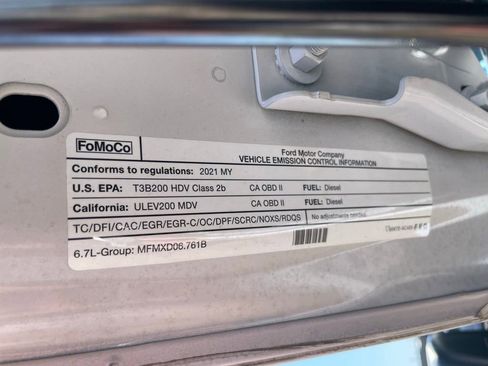 FoMoCo
Ford Motor Company
VEHICLE EMISSION CONTROL INFORMATION
Conforms to regulations: 2021 MY
U.S. EPA: T3B200 HDV Class 2b CA OBD II FUEL: Diesel
California: ULEV200 MDV CA OBD II FUEL: Diesel
TC/DFI/CAC/EGR/EGR-C/OC/DPF/SCRC/NOXS/RDQS No adjustments needed.
6.7L-Group: MFMXD06.761B